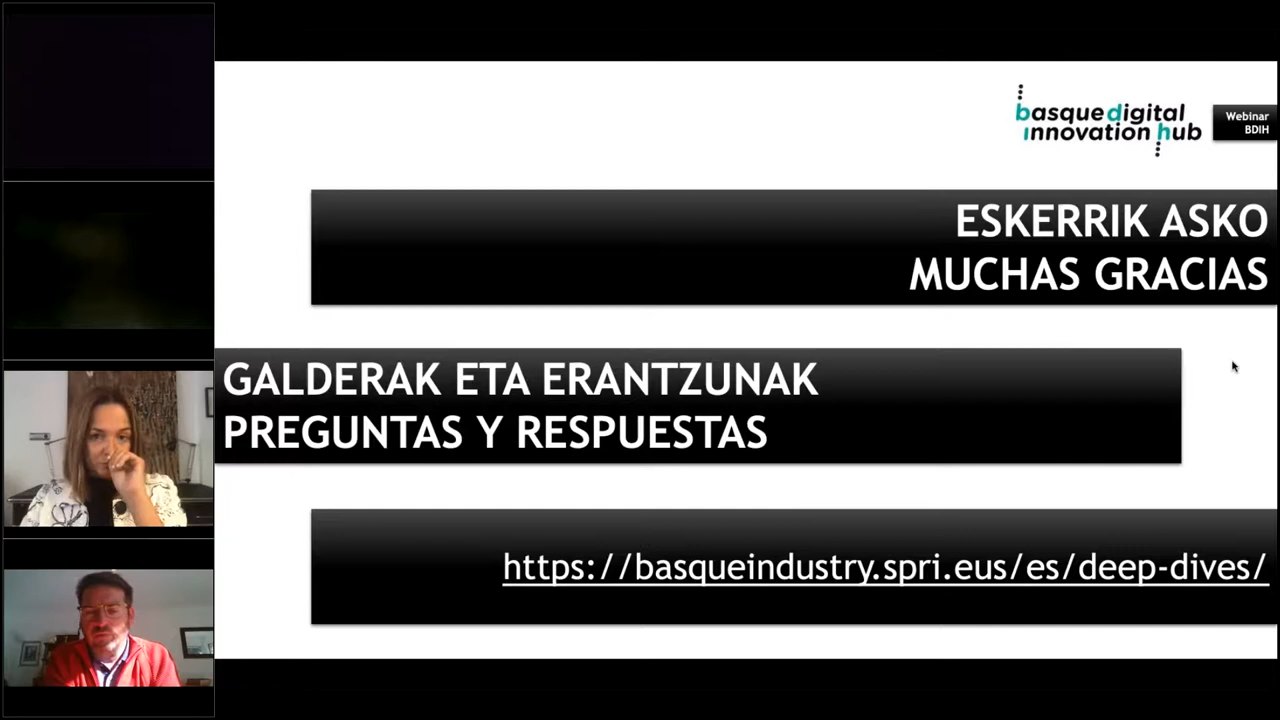 basque digital
innovation hub
Webinar
BDIH
ESKERRIK ASKO
MUCHAS GRACIAS
GALDERAK ETA ERANTZUNAK
PREGUNTAS Y RESPUESTAS
https://basqueindustry.spri.eus/es/deep-dives/